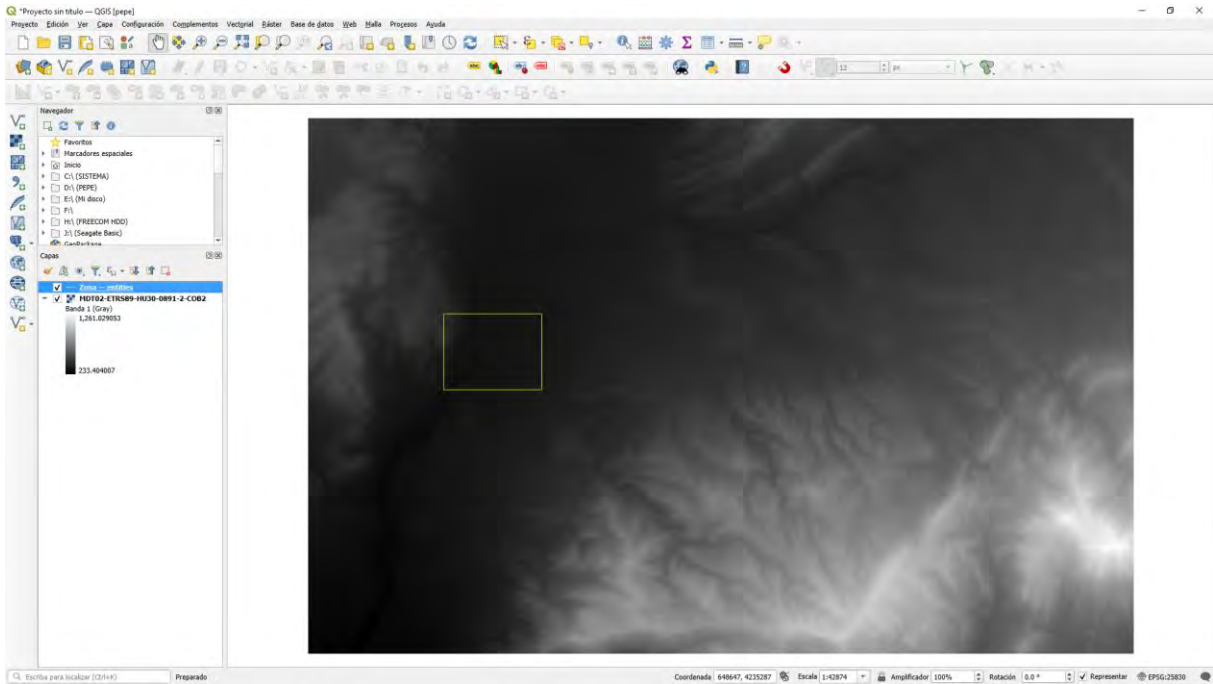 *Proyecto sin título — QGIS [pepe]
Proyecto Edición Ver Capa Configuración Complementos Vectorial Ráster Base de datos Web Malla Procesos Ayuda
12 px
Navegador
Favoritos
Marcadores espaciales
Inicio
C:\ (SISTEMA)
D:\ (PEPE)
E:\ (Mi disco)
F:\
H:\ (FREECOM HDD)
J:\ (Seagate Basic)
GeoPackage
Capas
Zona — entities
MDT02-ETRS89-HU30-0891-2-COB2
Banda 1 (Gray)
1,261.029053
233.404007
Escriba para localizar (Ctrl+K) Preparado Coordenada 648647, 4235287 Escala 1:42874 Amplificador 100% Rotación 0.0 ° Representar EPSG:25830